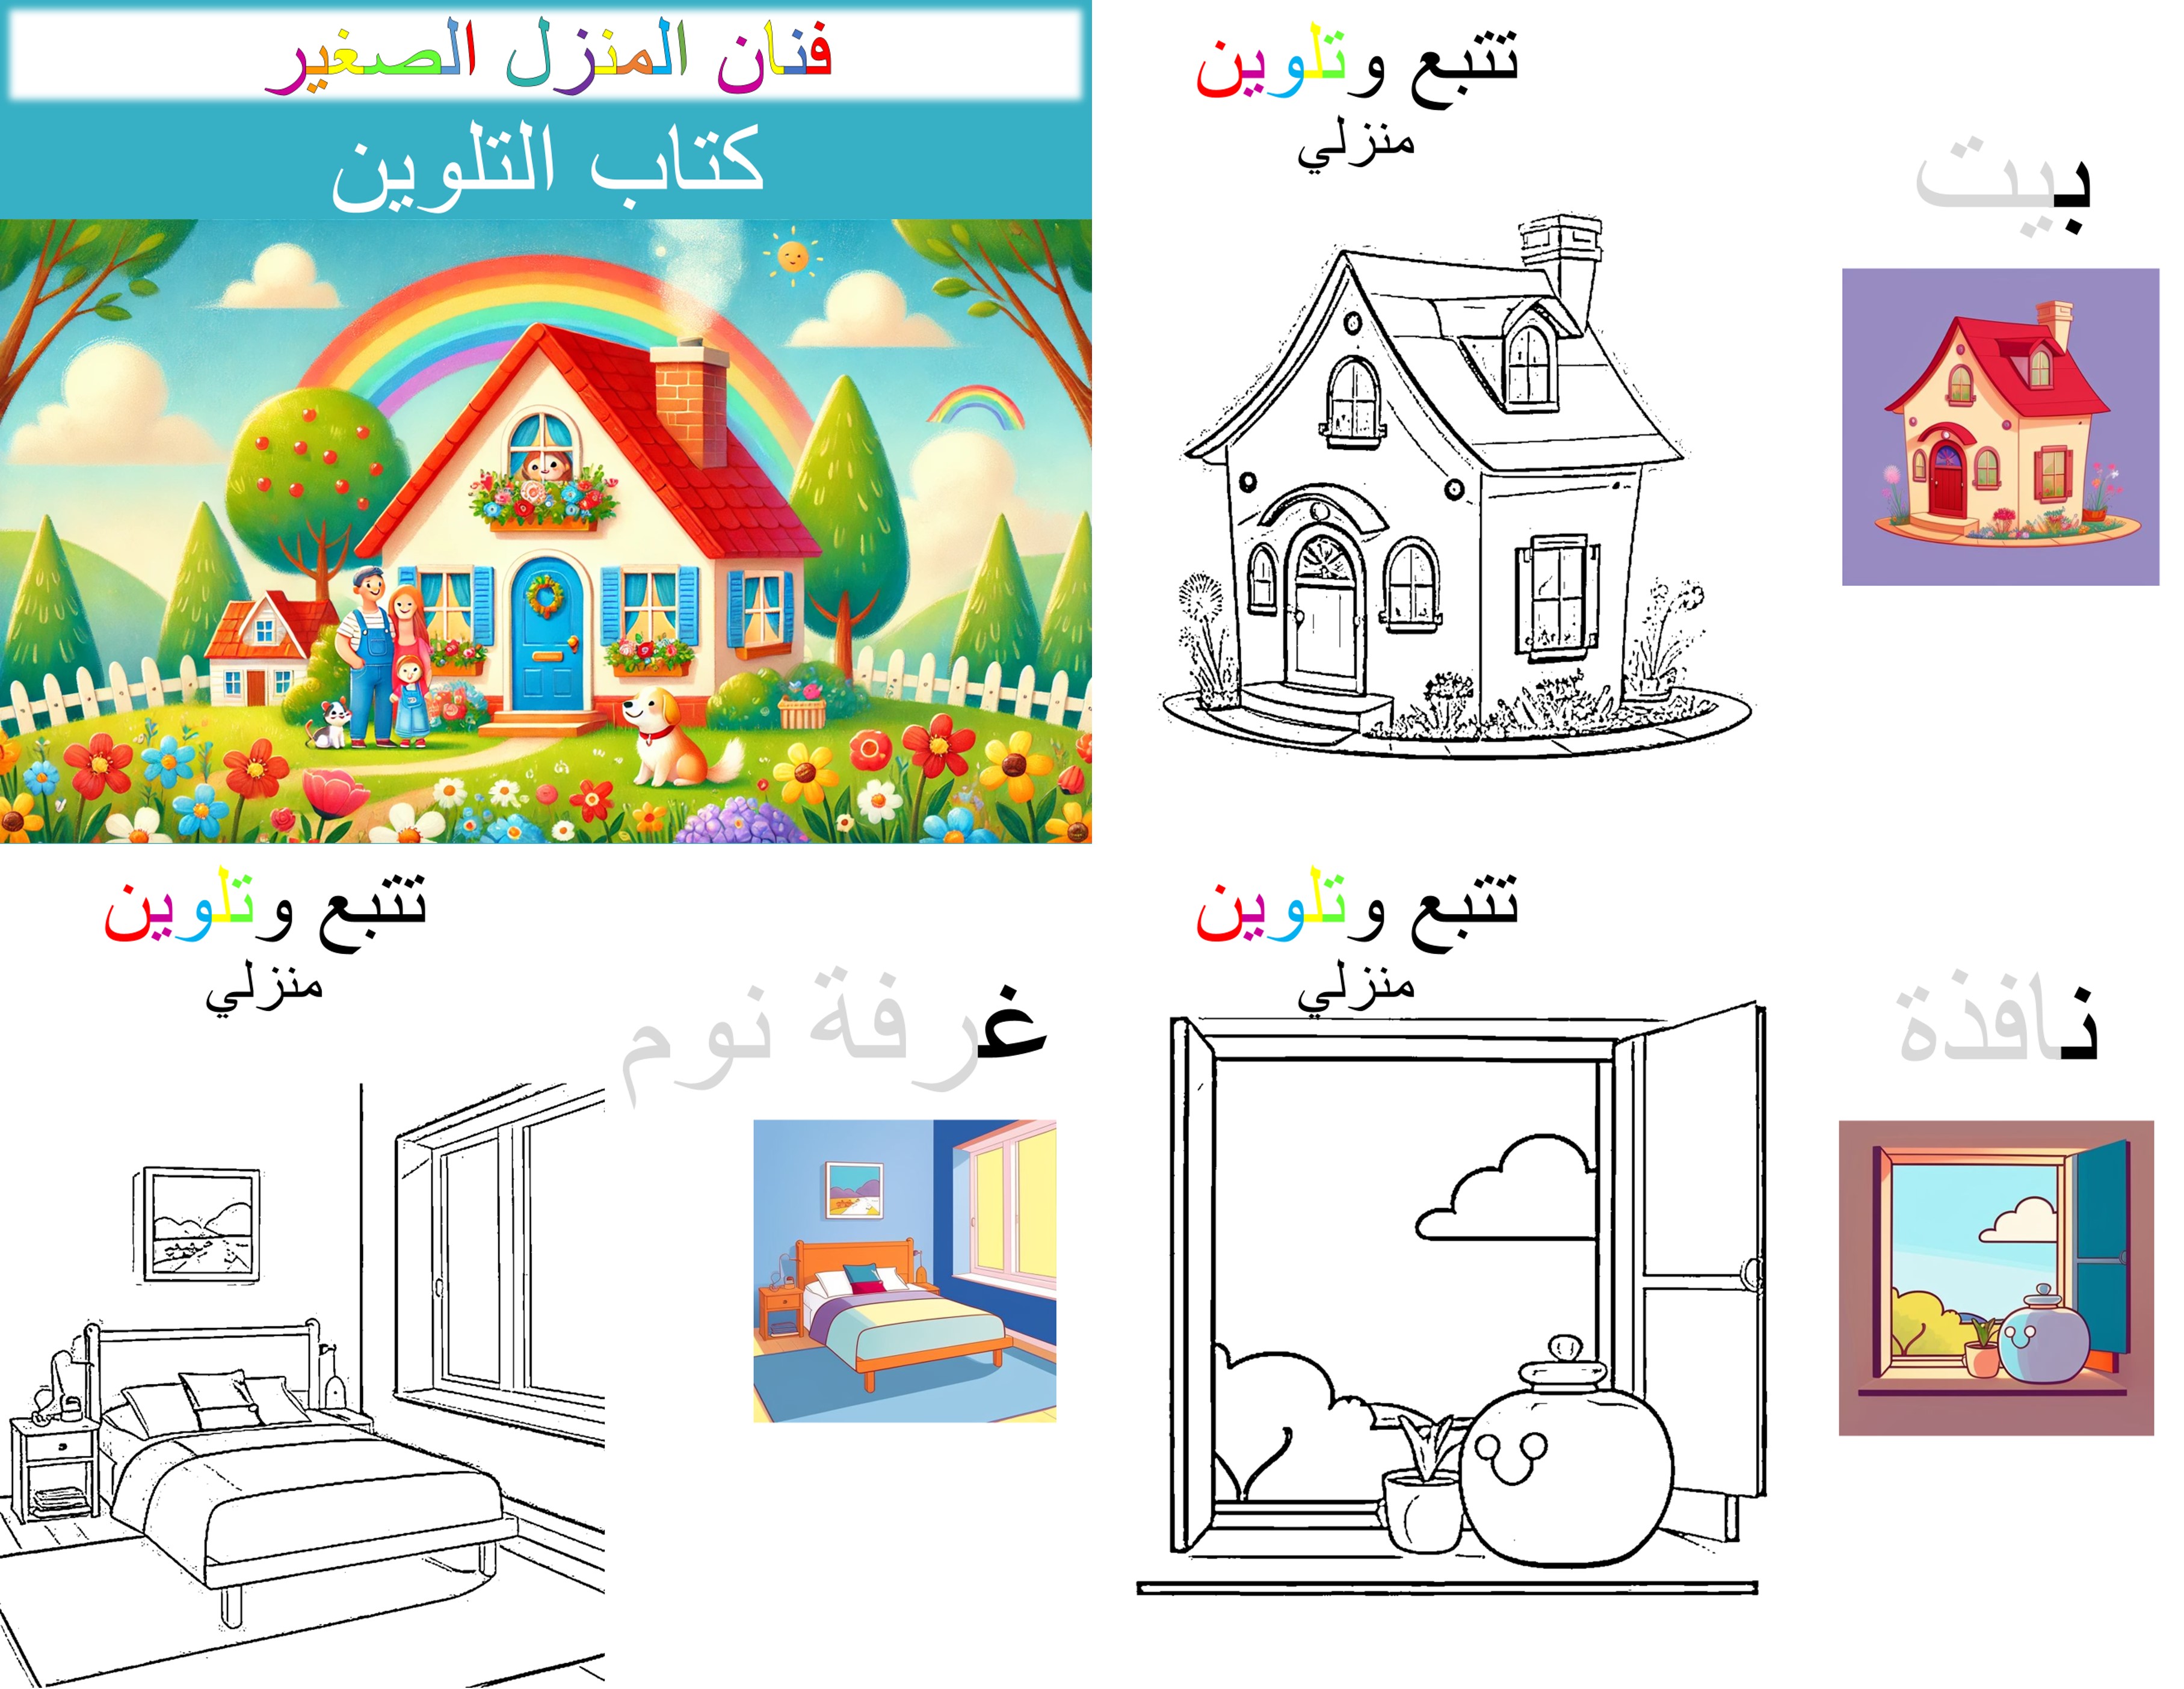 فنان المنزل الصغير
كتاب التلوين
تتبع وتلوين
منزلي
بيت
تتبع وتلوين
منزلي
غرفة نوم
تتبع وتلوين
منزلي
نافذة